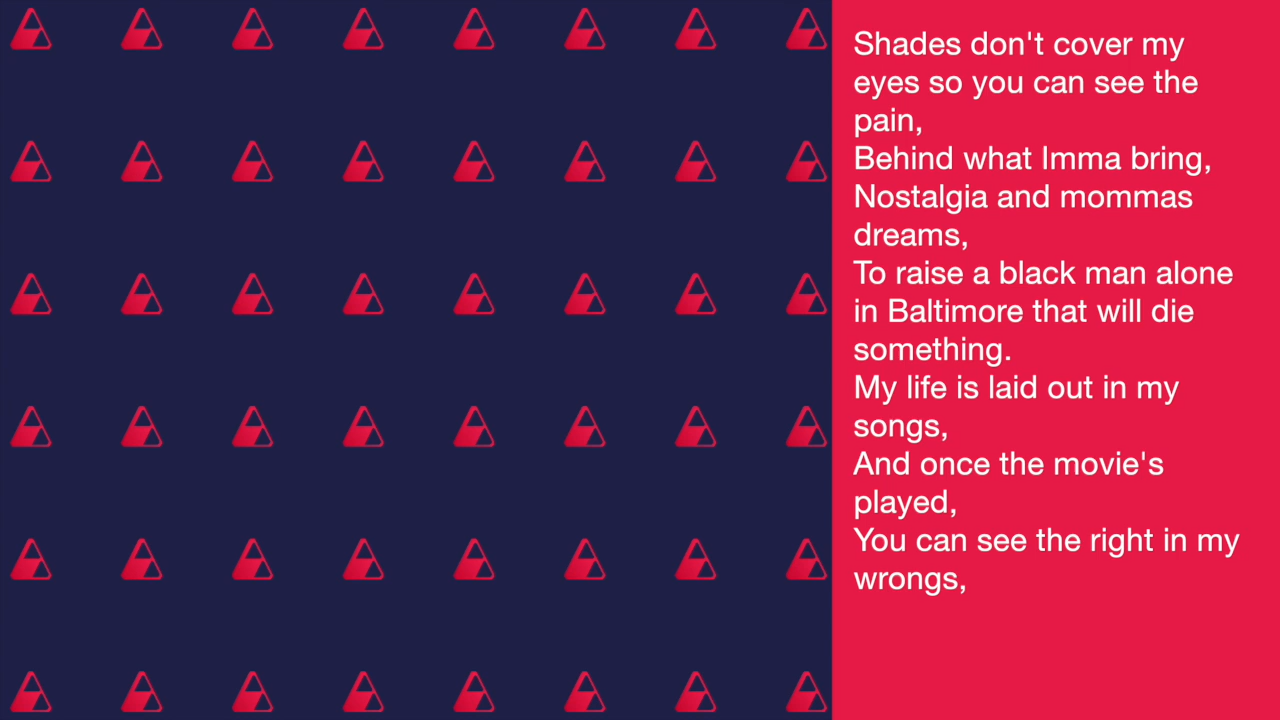 Shades don't cover my
eyes so you can see the
pain,
Behind what Imma bring,
Nostalgia and mommas
dreams,
To raise a black man alone
in Baltimore that will die
something.
My life is laid out in my
songs,
And once the movie's
played,
You can see the right in my
wrongs,